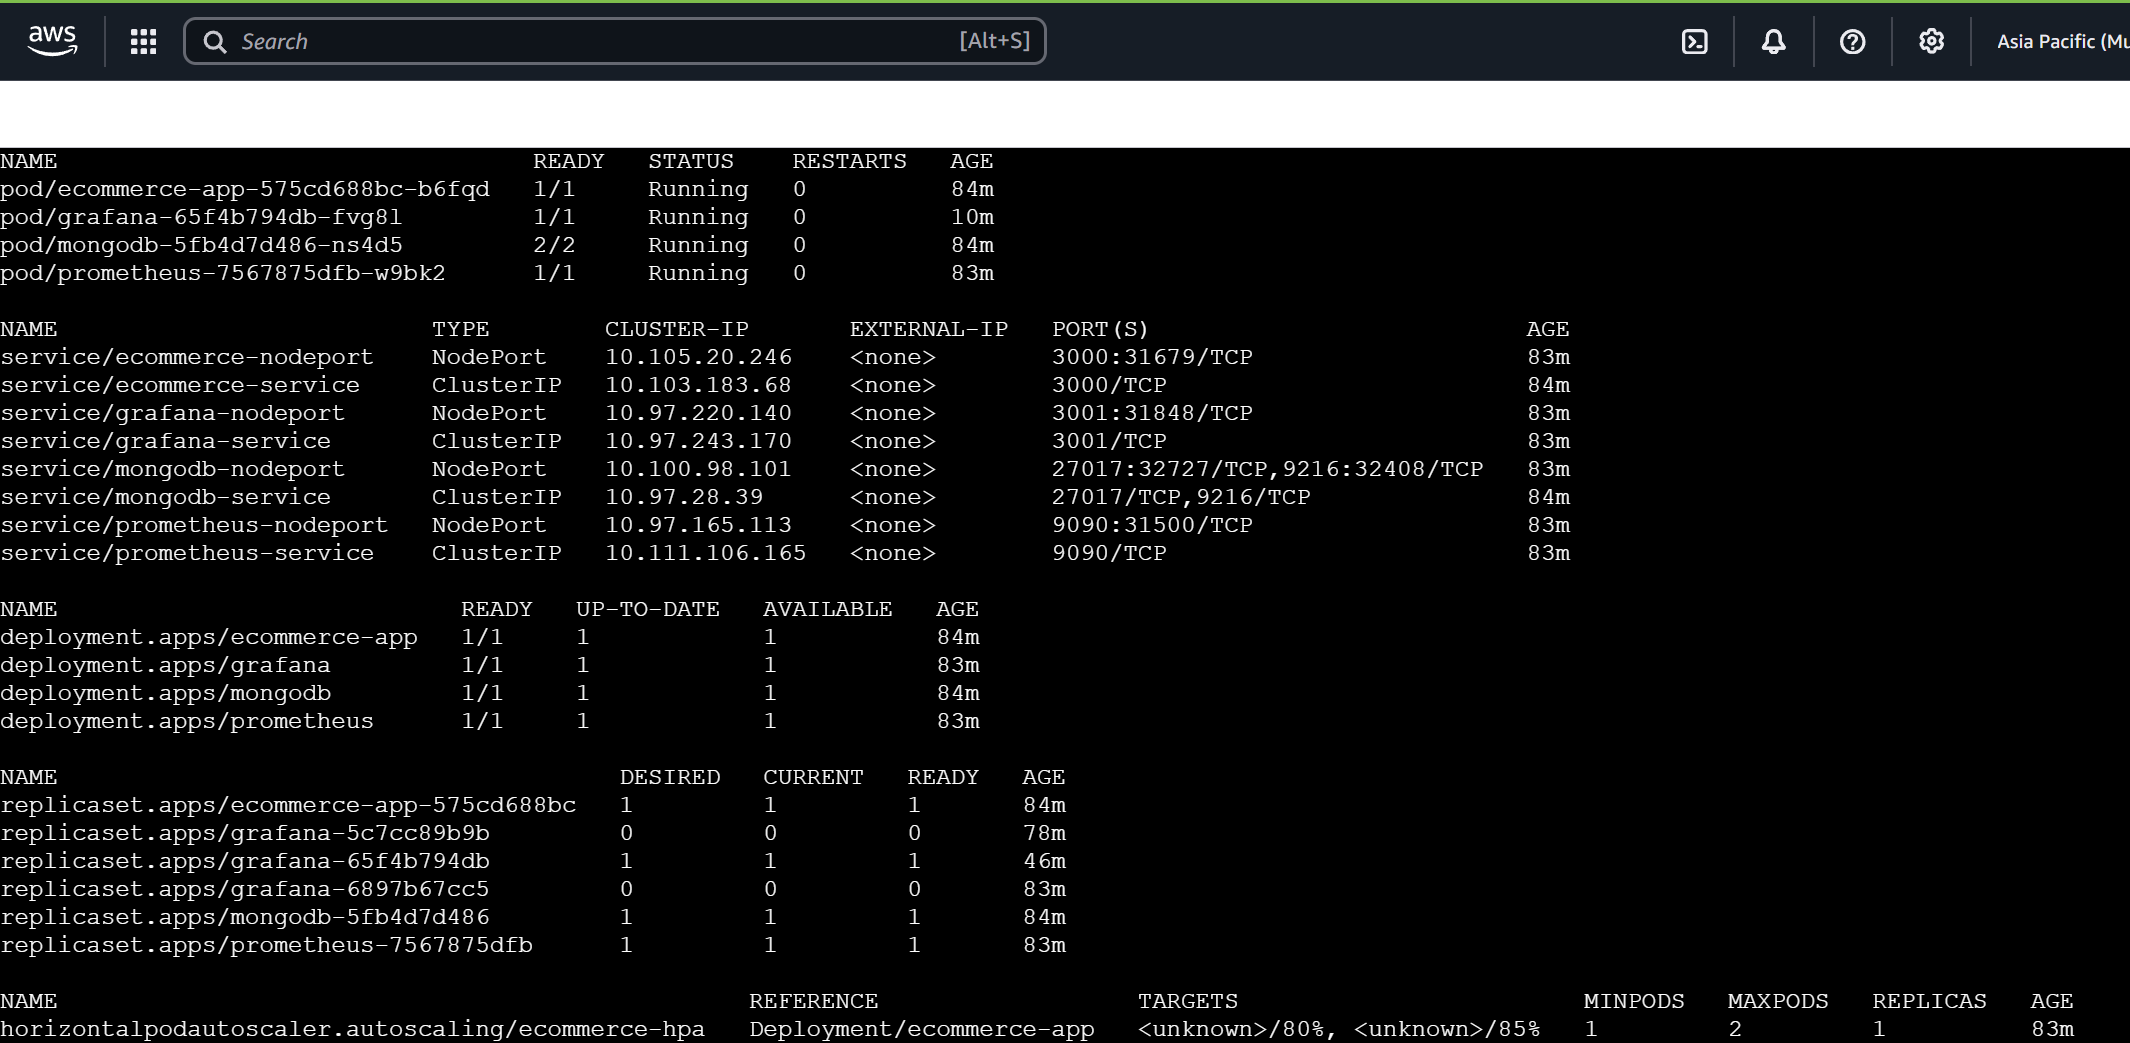 aws Search [Alt+S] Asia Pacific (Mu
NAME READY STATUS RESTARTS AGE
pod/ecommerce-app-575cd688bc-b6fqd 1/1 Running 0 84m
pod/grafana-65f4b794db-fvg8l 1/1 Running 0 10m
pod/mongodb-5fb4d7d486-ns4d5 2/2 Running 0 84m
pod/prometheus-7567875dfb-w9bk2 1/1 Running 0 83m
NAME TYPE CLUSTER-IP EXTERNAL-IP PORT(S) AGE
service/ecommerce-nodeport NodePort 10.105.20.246 <none> 3000:31679/TCP 83m
service/ecommerce-service ClusterIP 10.103.183.68 <none> 3000/TCP 84m
service/grafana-nodeport NodePort 10.97.220.140 <none> 3001:31848/TCP 83m
service/grafana-service ClusterIP 10.97.243.170 <none> 3001/TCP 83m
service/mongodb-nodeport NodePort 10.100.98.101 <none> 27017:32727/TCP,9216:32408/TCP 83m
service/mongodb-service ClusterIP 10.97.28.39 <none> 27017/TCP,9216/TCP 84m
service/prometheus-nodeport NodePort 10.97.165.113 <none> 9090:31500/TCP 83m
service/prometheus-service ClusterIP 10.111.106.165 <none> 9090/TCP 83m
NAME READY UP-TO-DATE AVAILABLE AGE
deployment.apps/ecommerce-app 1/1 1 1 84m
deployment.apps/grafana 1/1 1 1 83m
deployment.apps/mongodb 1/1 1 1 84m
deployment.apps/prometheus 1/1 1 1 83m
NAME DESIRED CURRENT READY AGE
replicaset.apps/ecommerce-app-575cd688bc 1 1 1 84m
replicaset.apps/grafana-5c7cc89b9b 0 0 0 78m
replicaset.apps/grafana-65f4b794db 1 1 1 46m
replicaset.apps/grafana-6897b67cc5 0 0 0 83m
replicaset.apps/mongodb-5fb4d7d486 1 1 1 84m
replicaset.apps/prometheus-7567875dfb 1 1 1 83m
NAME REFERENCE TARGETS MINPODS MAXPODS REPLICAS AGE
horizontalpodautoscaler.autoscaling/ecommerce-hpa Deployment/ecommerce-app <unknown>/80%, <unknown>/85% 1 2 1 83m